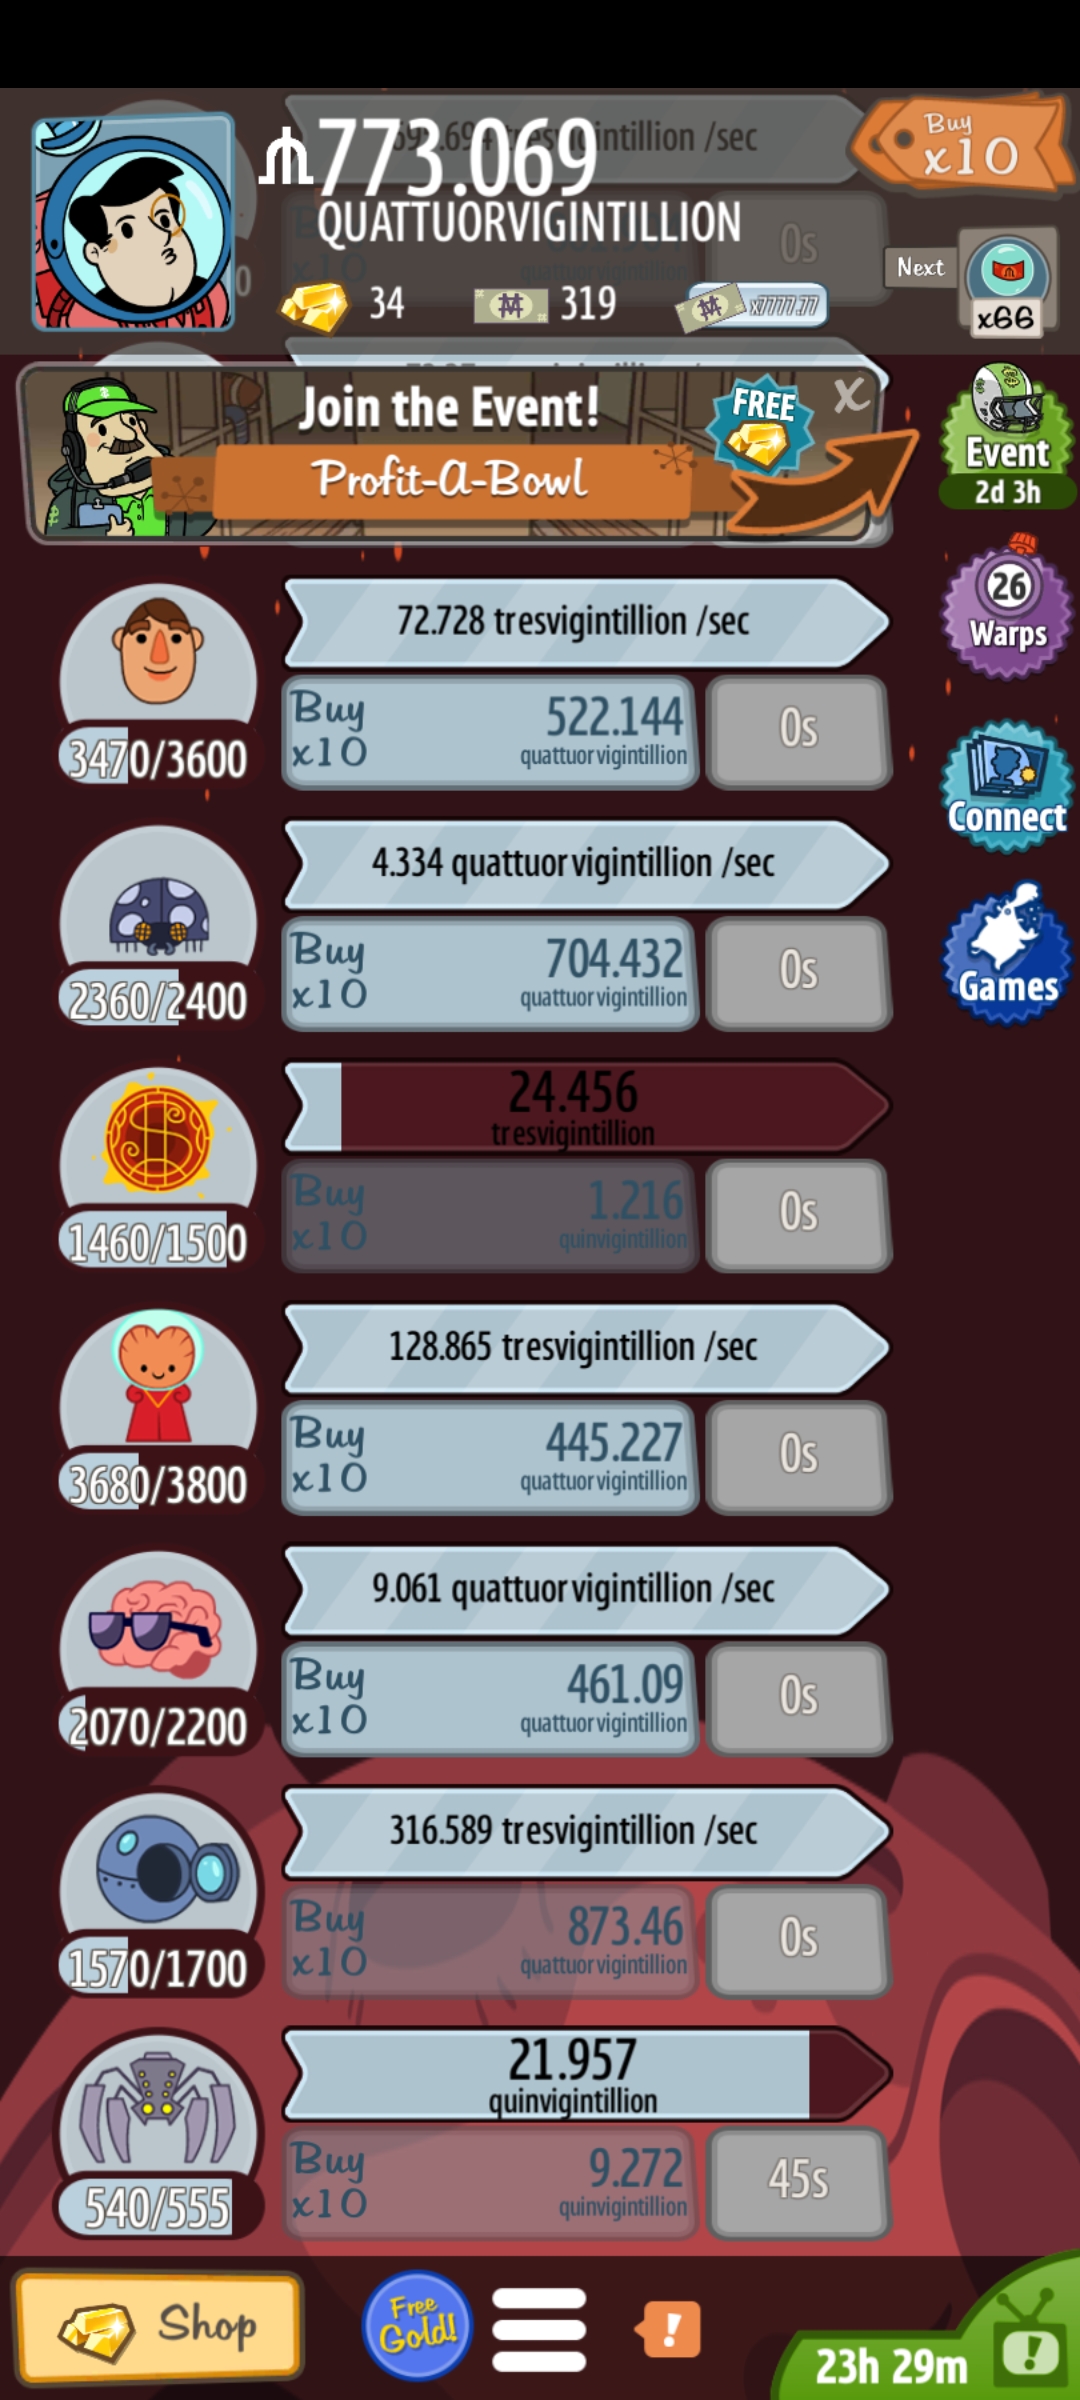 773.069
QUATTUORVIGINTILLION
Buy
x10
34
319
x7777.77
Next
x66
Join the Event!
FREE
X
Profit-A-Bowl
Event
2d 3h
72.728 tresvigintillion /sec
3470/3600
Buy
x10
522.144
quattuorvigintillion
0s
26
Warps
Connect
4.334 quattuorvigintillion /sec
2360/2400
Buy
x10
704.432
quattuorvigintillion
0s
Games
24.456
tresvigintillion
1460/1500
Buy
x10
1.216
quinvigintillion
0s
128.865 tresvigintillion /sec
3680/3800
Buy
x10
445.227
quattuorvigintillion
0s
9.061 quattuorvigintillion /sec
2070/2200
Buy
x10
461.09
quattuorvigintillion
0s
316.589 tresvigintillion /sec
1570/1700
Buy
x10
873.46
quattuorvigintillion
0s
21.957
quinvigintillion
540/555
Buy
x10
9.272
quinvigintillion
45s
Shop
Free
Gold!
!
23h 29m
!